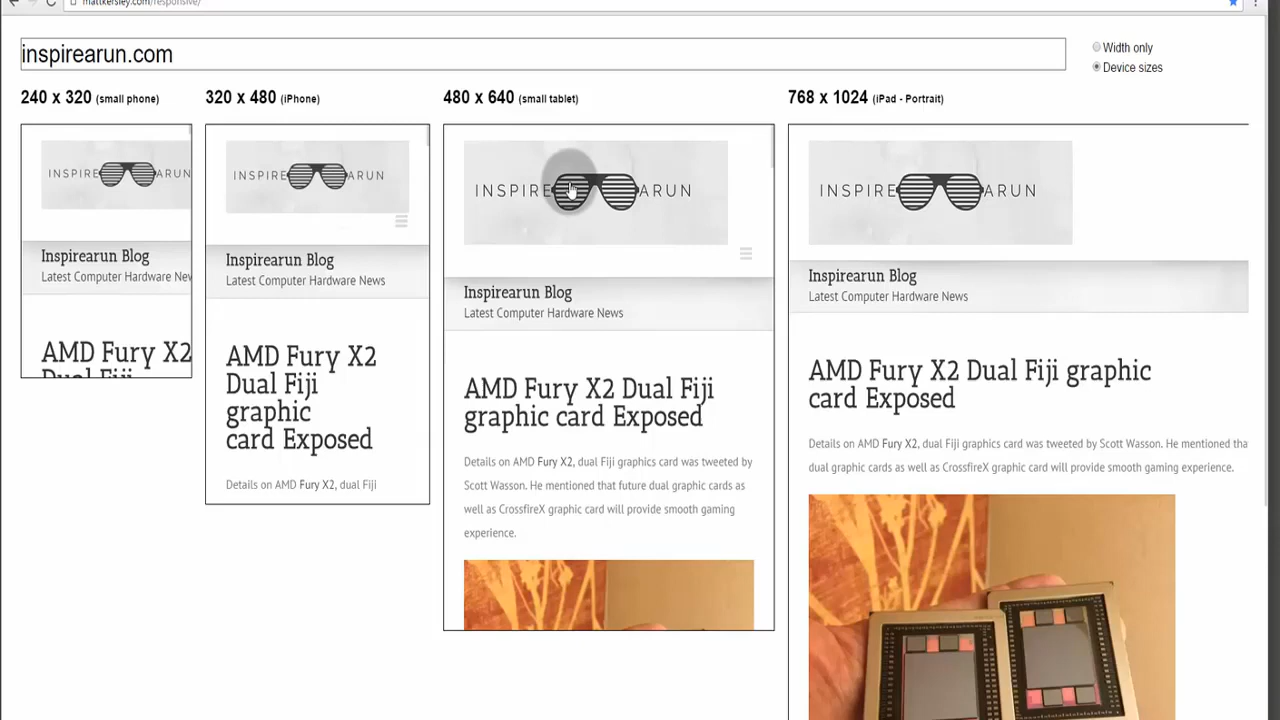 mattkersley.com/responsive/
inspirearun.com
Width only
Device sizes
240 x 320 (small phone)
320 x 480 (iPhone)
480 x 640 (small tablet)
768 x 1024 (iPad - Portrait)
INSPIRE ARUN
Inspirearun Blog
Latest Computer Hardware Nev
AMD Fury X2
Dual Fiji
INSPIRE ARUN
Inspirearun Blog
Latest Computer Hardware News
AMD Fury X2
Dual Fiji
graphic
card Exposed
Details on AMD Fury X2, dual Fiji
INSPIRE ARUN
Inspirearun Blog
Latest Computer Hardware News
AMD Fury X2 Dual Fiji
graphic card Exposed
Details on AMD Fury X2, dual Fiji graphics card was tweeted by
Scott Wasson. He mentioned that future dual graphic cards as
well as CrossfireX graphic card will provide smooth gaming
experience.
INSPIRE ARUN
Inspirearun Blog
Latest Computer Hardware News
AMD Fury X2 Dual Fiji graphic
card Exposed
Details on AMD Fury X2, dual Fiji graphics card was tweeted by Scott Wasson. He mentioned tha
dual graphic cards as well as CrossfireX graphic card will provide smooth gaming experience.